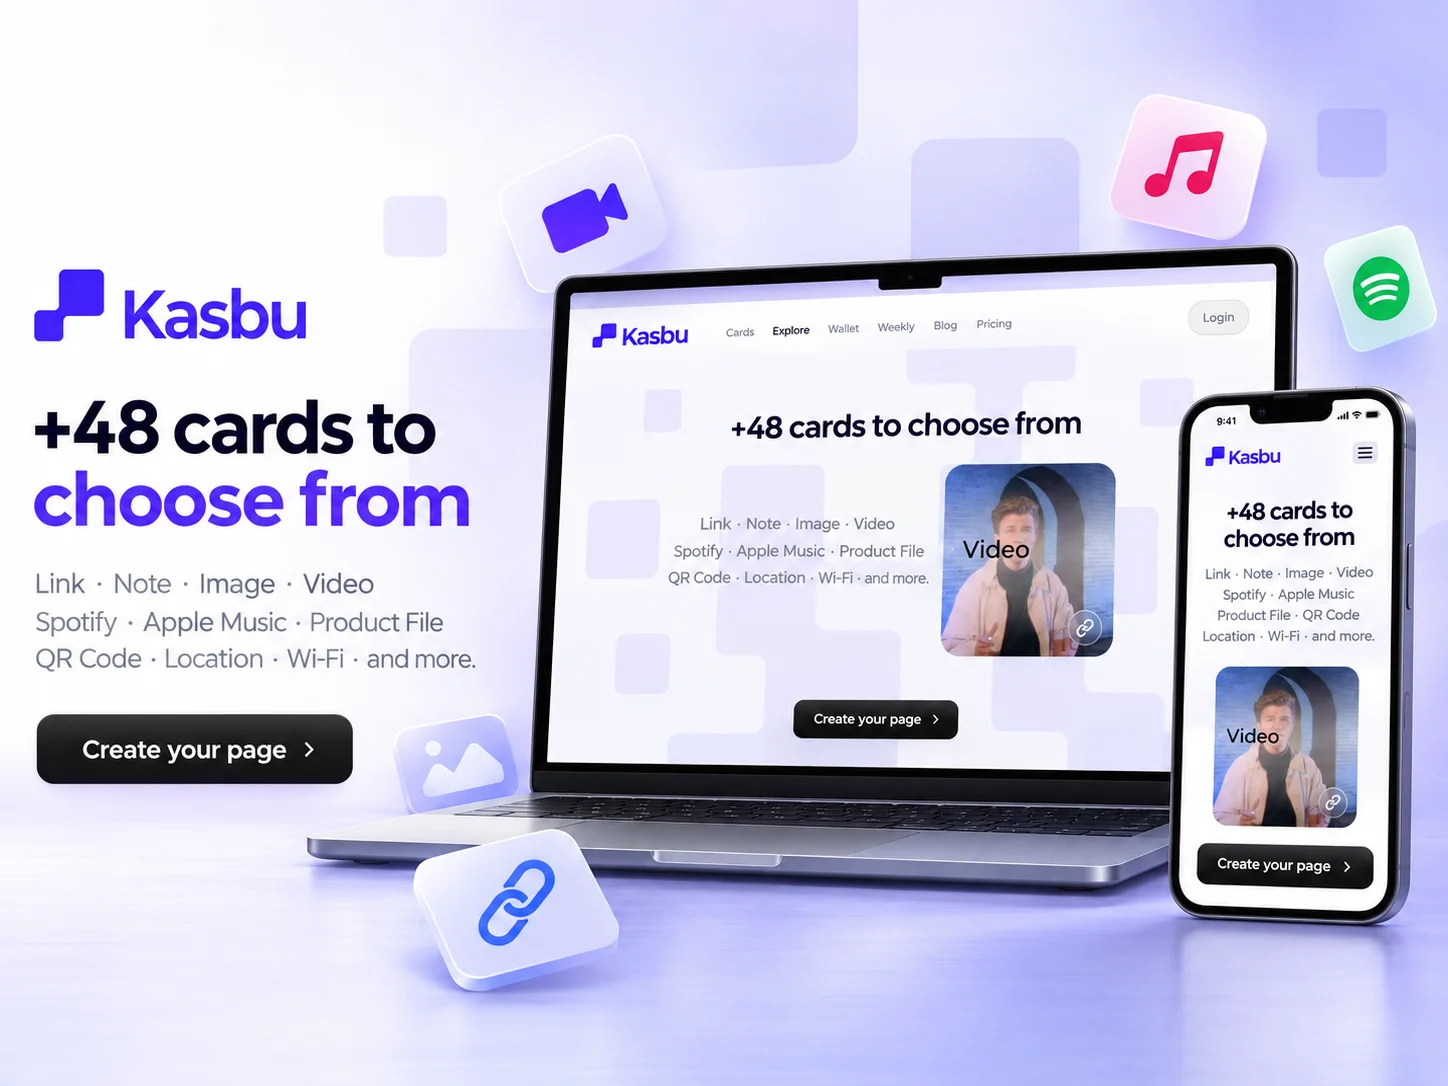 Kasbu
+48 cards to
choose from
Link · Note · Image · Video
Spotify · Apple Music · Product File
QR Code · Location · Wi-Fi · and more.
Create your page
Kasbu
Cards Explore Wallet Weekly Blog Pricing
Login
+48 cards to choose from
Link · Note · Image · Video
Spotify · Apple Music · Product File
QR Code · Location · Wi-Fi · and more.
Video
Create your page
9:41
Kasbu
+48 cards to
choose from
Link · Note · Image · Video
Spotify · Apple Music
Product File · QR Code
Location · Wi-Fi · and more.
Video
Create your page